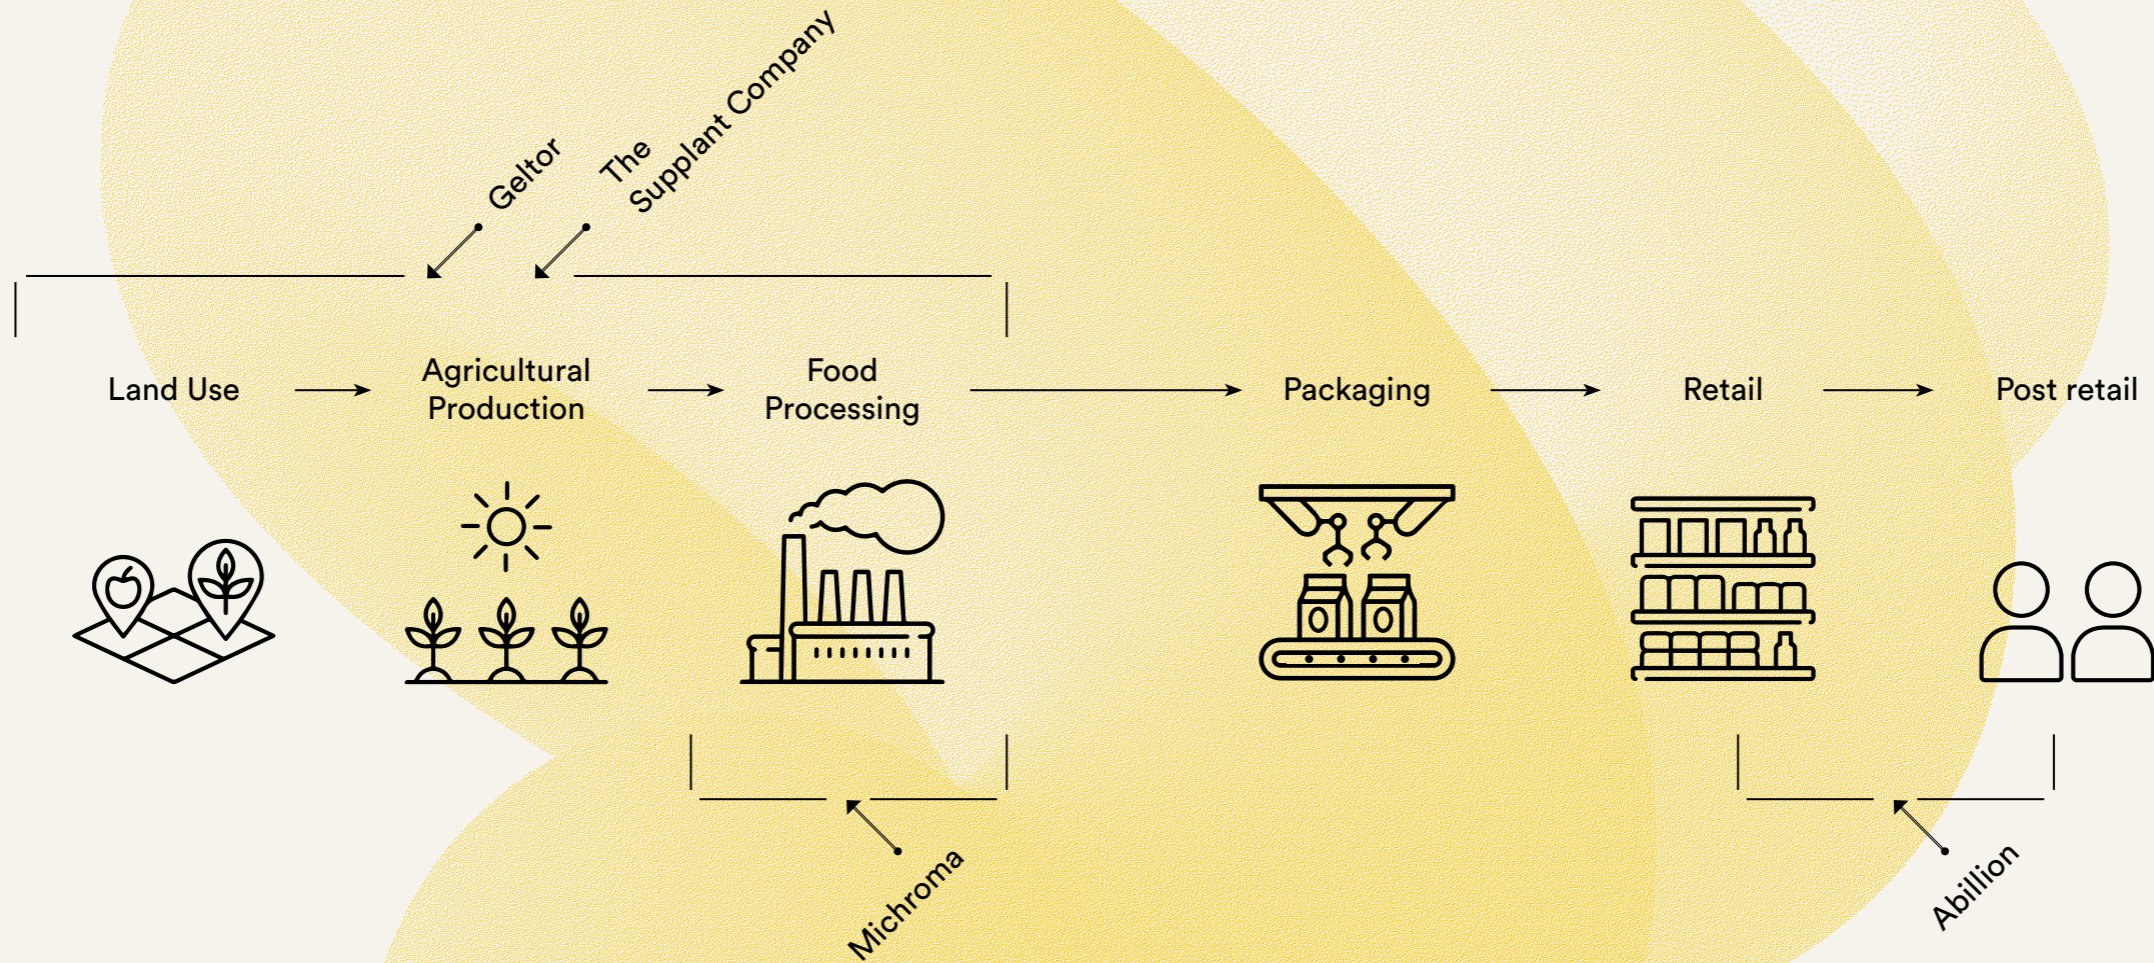 Geltor
The
Supplant Company
Land Use
Agricultural
Production
Food
Processing
Packaging
Retail
Post retail
Michroma
Abillion